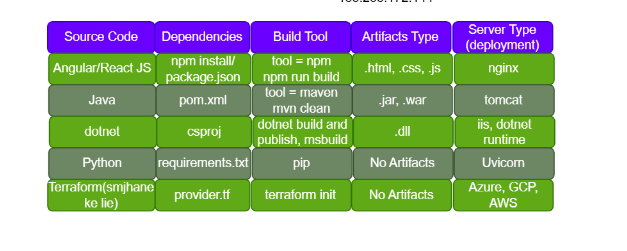 Source Code
Dependencies
Build Tool
Artifacts Type
Server Type
(deployment)
Angular/React JS
npm install/
package.json
tool = npm
npm run build
.html, .css, .js
nginx
Java
pom.xml
tool = maven
mvn clean
.jar, .war
tomcat
dotnet
csproj
dotnet build and
publish, msbuild
.dll
iis, dotnet
runtime
Python
requirements.txt
pip
No Artifacts
Uvicorn
Terraform(smjhane
ke lie)
provider.tf
terraform init
No Artifacts
Azure, GCP,
AWS